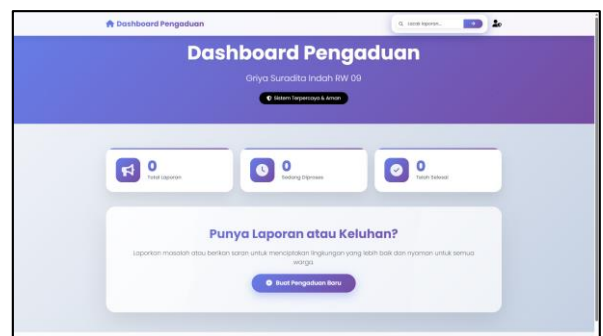 Dashboard Pengaduan
Lacak laporan...
Dashboard Pengaduan
Griya Suradita Indah RW 09
Sistem Terpercaya & Aman
0
Total Laporan
0
Sedang Diproses
0
Telah Selesai
Punya Laporan atau Keluhan?
Laporkan masalah atau berikan saran untuk menciptakan lingkungan yang lebih baik dan nyaman untuk semua
warga
Buat Pengaduan Baru